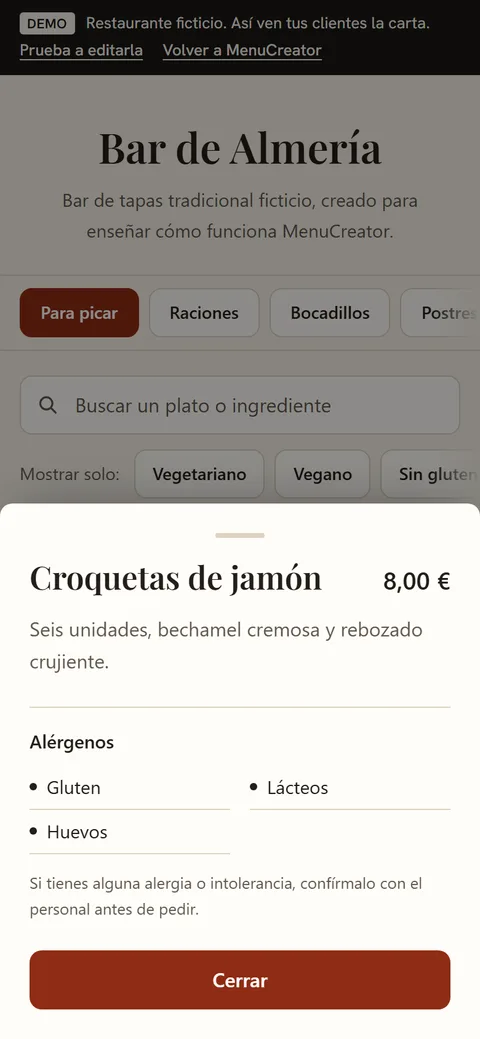 DEMO Restaurante ficticio. Así ven tus clientes la carta.
Prueba a editarla Volver a MenuCreator
Bar de Almería
Bar de tapas tradicional ficticio, creado para
enseñar cómo funciona MenuCreator.
Para picar Raciones Bocadillos Postres
Buscar un plato o ingrediente
Mostrar solo: Vegetariano Vegano Sin gluten
Croquetas de jamón 8,00 €
Seis unidades, bechamel cremosa y rebozado
crujiente.
Alérgenos
• Gluten • Lácteos
• Huevos
Si tienes alguna alergia o intolerancia, confírmalo con el
personal antes de pedir.
Cerrar